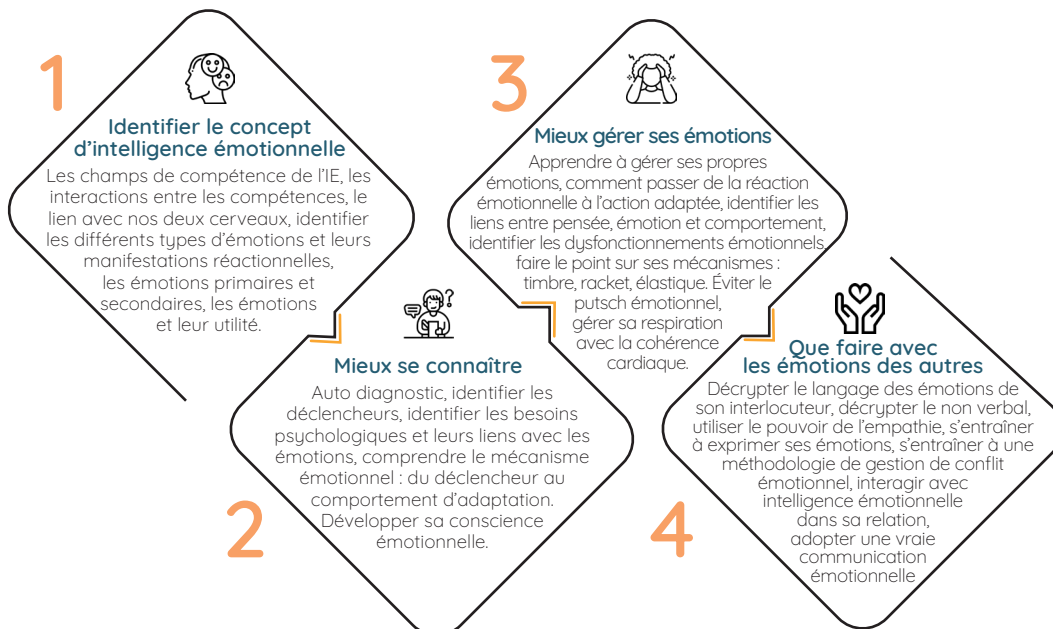 1
Identifier le concept
d’intelligence émotionnelle
Les champs de compétence de l’IE, les
interactions entre les compétences, le
lien avec nos deux cerveaux, identifier
les différents types d’émotions et leurs
manifestations réactionnelles,
les émotions primaires et
secondaires, les émotions
et leur utilité.
2
Mieux se connaître
Auto diagnostic, identifier les
déclencheurs, identifier les besoins
psychologiques et leurs liens avec les
émotions, comprendre le mécanisme
émotionnel : du déclencheur au
comportement d’adaptation.
Développer sa conscience
émotionnelle.
3
Mieux gérer ses émotions
Apprendre à gérer ses propres
émotions, comment passer de la réaction
émotionnelle à l’action adaptée, identifier les
liens entre pensée, émotion et comportement,
identifier les dysfonctionnements émotionnels,
faire le point sur ses mécanismes :
timbre, racket, élastique. Éviter le
putsch émotionnel,
gérer sa respiration
avec la cohérence
cardiaque.
4
Que faire avec
les émotions des autres
Décrypter le langage des émotions de
son interlocuteur, décrypter le non verbal,
utiliser le pouvoir de l’empathie, s’entraîner
à exprimer ses émotions, s’entraîner à une
méthodologie de gestion de conflit
émotionnel, interagir avec
intelligence émotionnelle
dans sa relation,
adopter une vraie
communication
émotionnelle